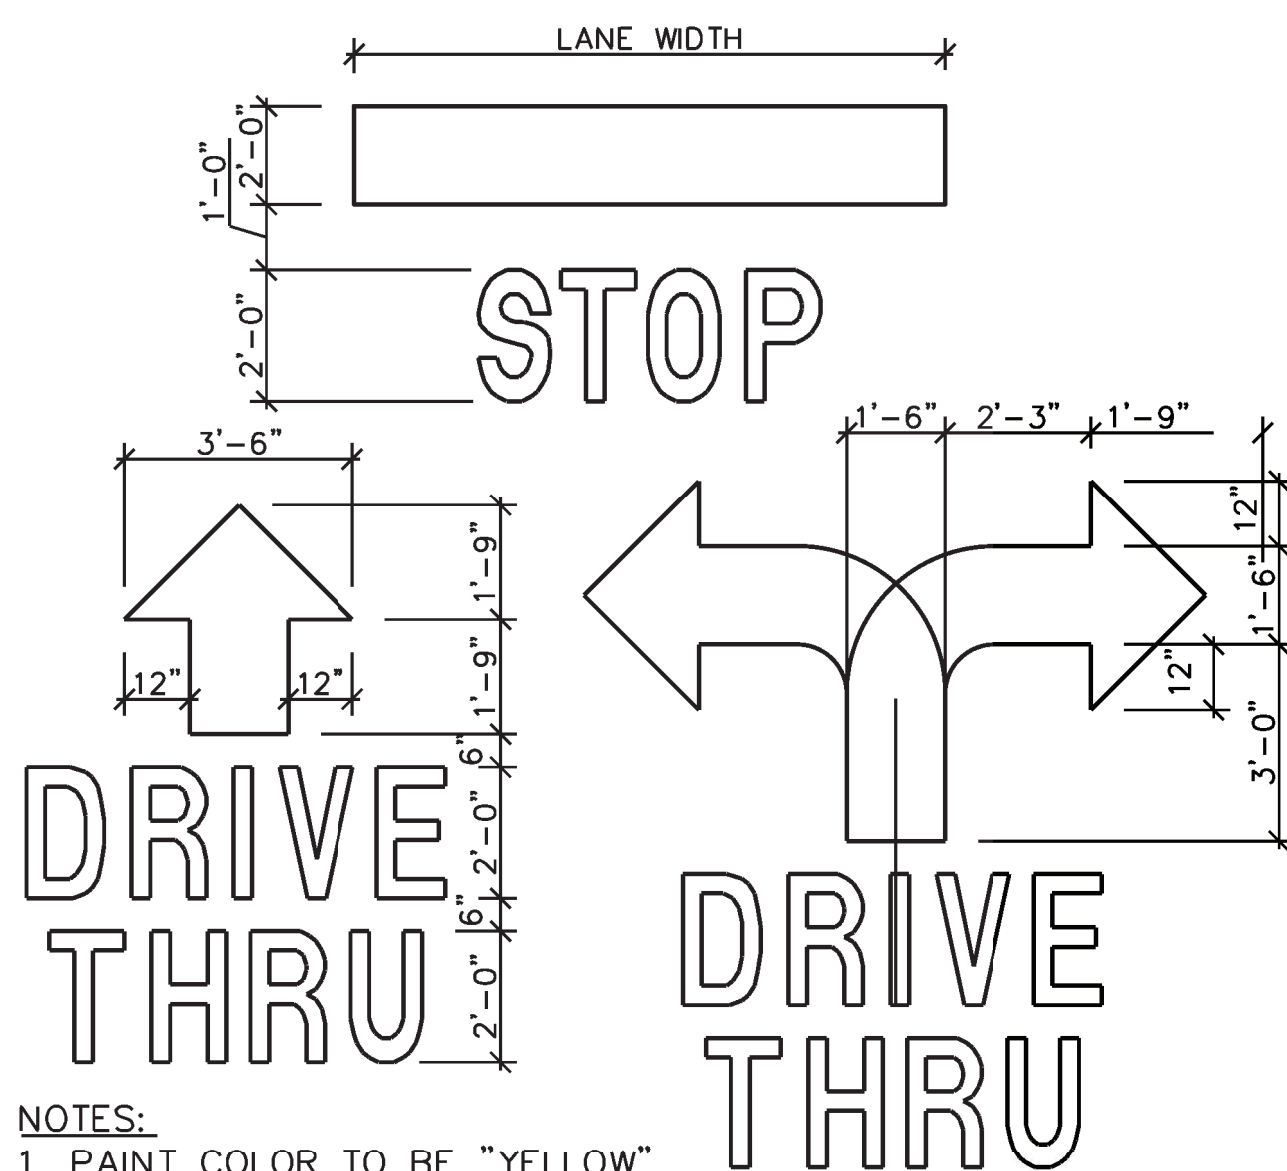 LANE WIDTH
2'-0"
1'-0"
2'-0"
STOP
1'-6" 2'-3" 1'-9"
3'-6"
12"
1'-9"
1'-6"
12" 12"
1'-9"
12"
3'-0"
6"
DRIVE
2'-0"
6"
THRU
2'-0"
DRIVE
THRU
NOTES:
1 PAINT COLOR TO BE "YELLOW"